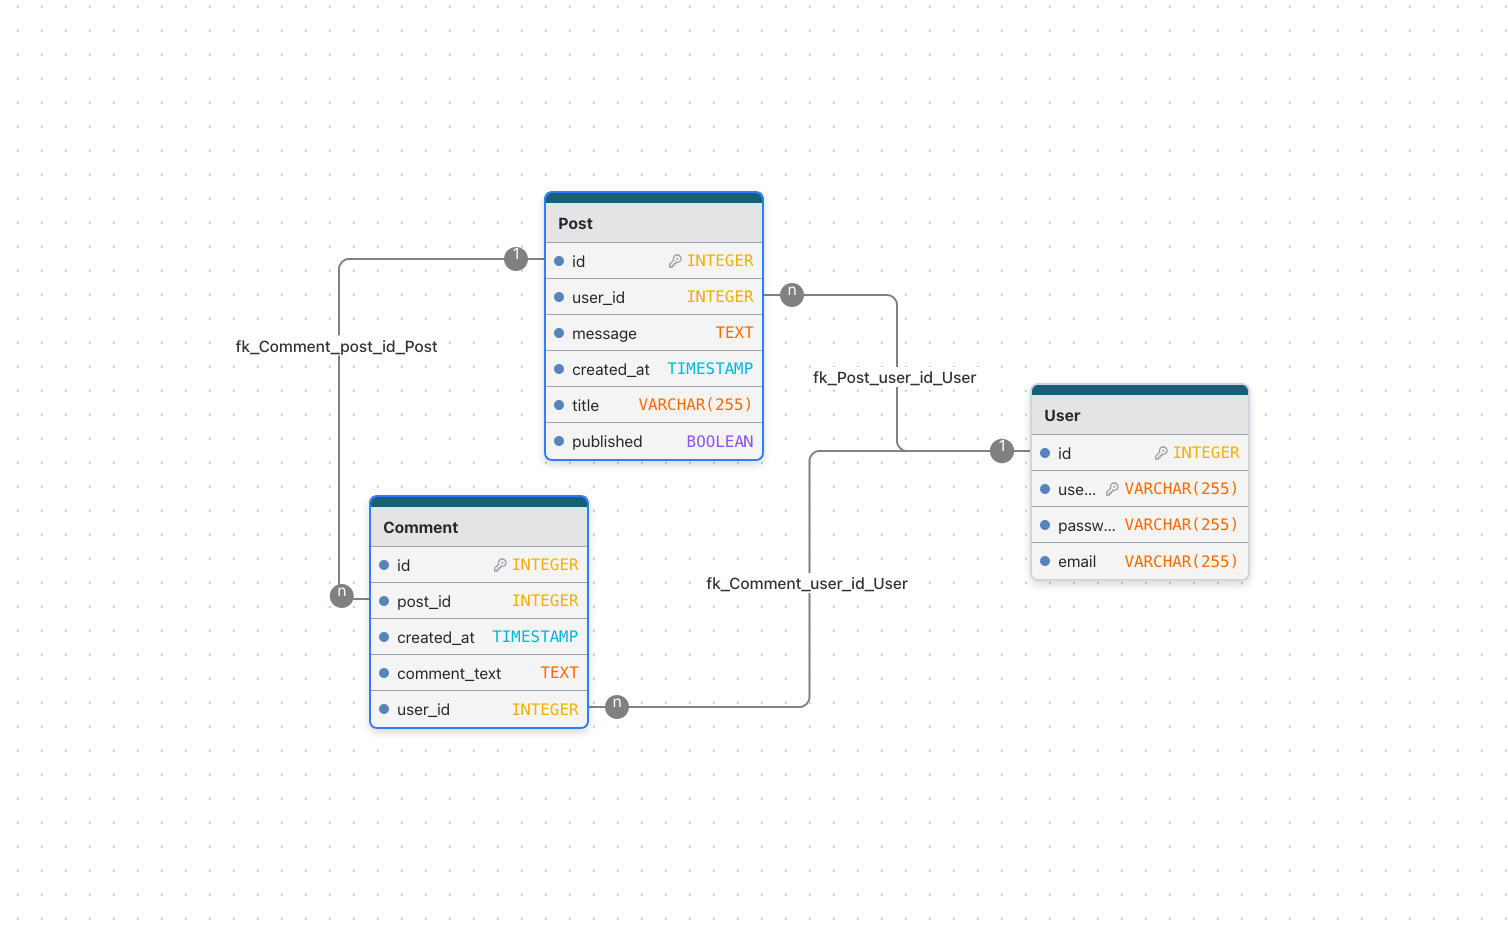 Post
id INTEGER
user_id INTEGER
message TEXT
created_at TIMESTAMP
title VARCHAR(255)
published BOOLEAN
1
n
fk_Comment_post_id_Post
fk_Post_user_id_User
User
id INTEGER
use... VARCHAR(255)
passw... VARCHAR(255)
email VARCHAR(255)
1
Comment
id INTEGER
post_id INTEGER
created_at TIMESTAMP
comment_text TEXT
user_id INTEGER
n
n
fk_Comment_user_id_User